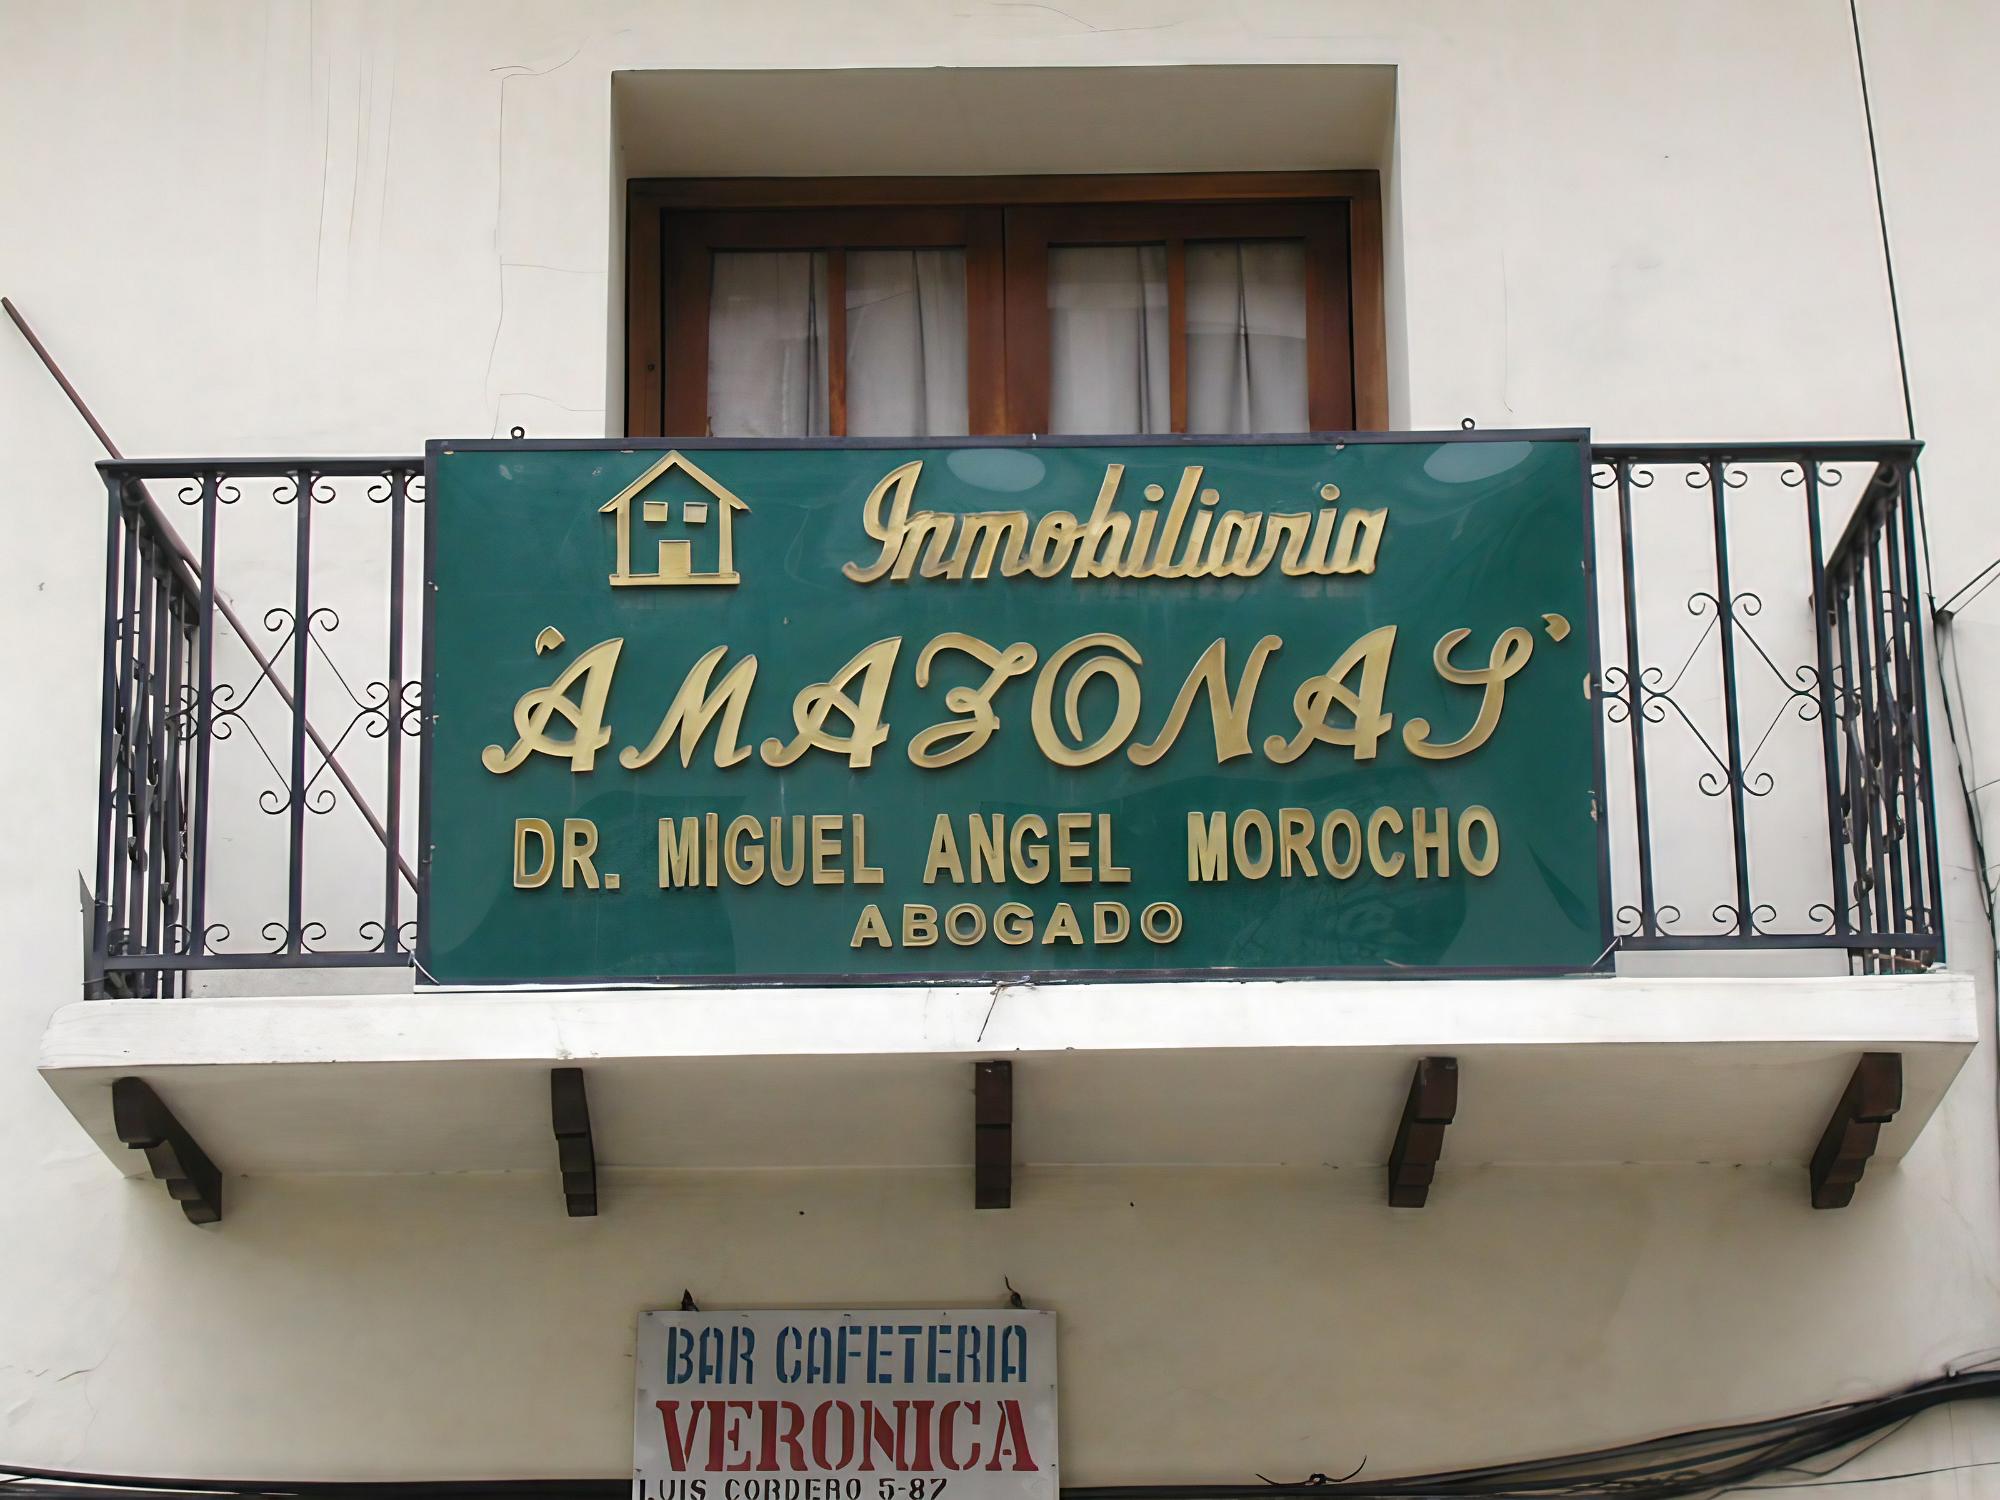 Inmobiliaria
'AMAZONAS'
DR. MIGUEL ANGEL MOROCHO
ABOGADO
BAR CAFETERIA
VERONICA
LUIS CORDERO 5-87